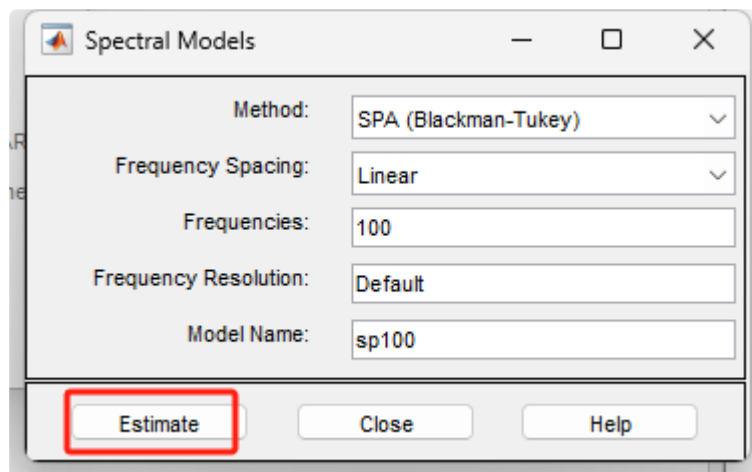 Spectral Models
Method: SPA (Blackman-Tukey)
Frequency Spacing: Linear
Frequencies: 100
Frequency Resolution: Default
Model Name: sp100
Estimate Close Help